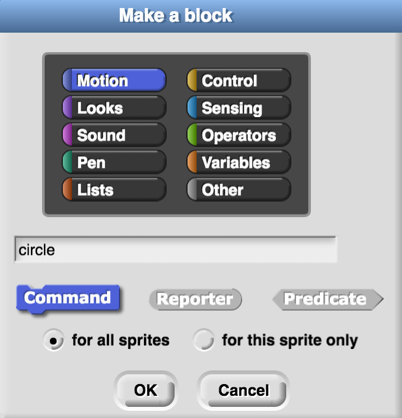 Make a block
Motion Control
Looks Sensing
Sound Operators
Pen Variables
Lists Other
circle
Command Reporter Predicate
for all sprites for this sprite only
OK Cancel